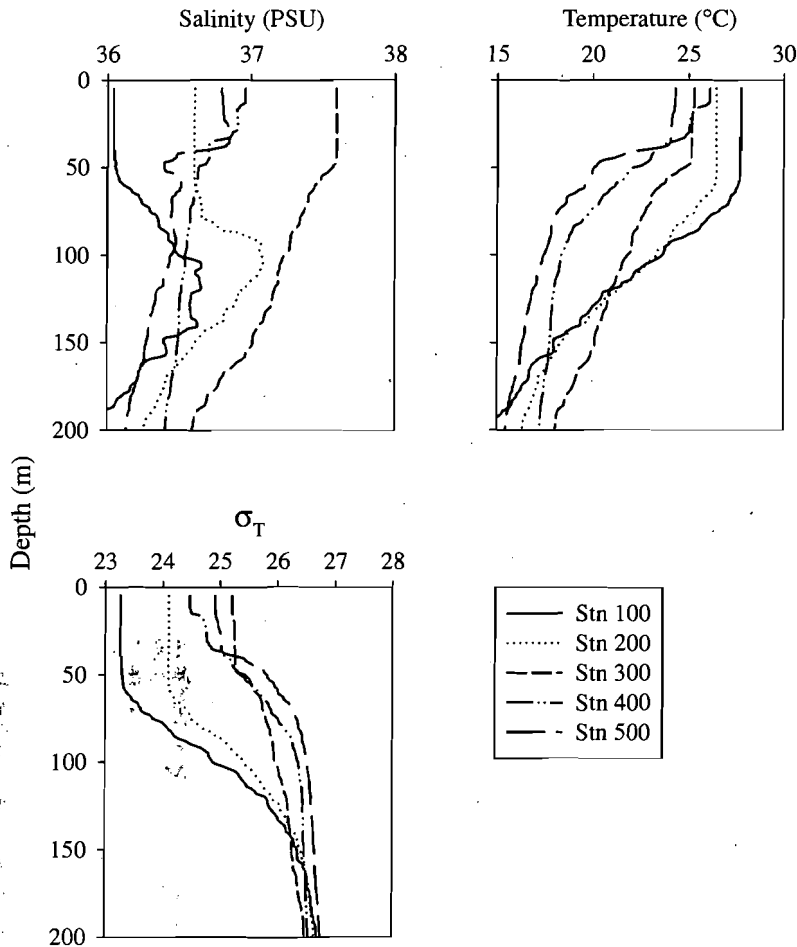 Salinity (PSU)
Temperature (°C)
36 37 38
15 20 25 30
0
50
100
150
200
Depth (m)
σT
23 24 25 26 27 28
0
50
100
150
200
Stn 100
Stn 200
Stn 300
Stn 400
Stn 500